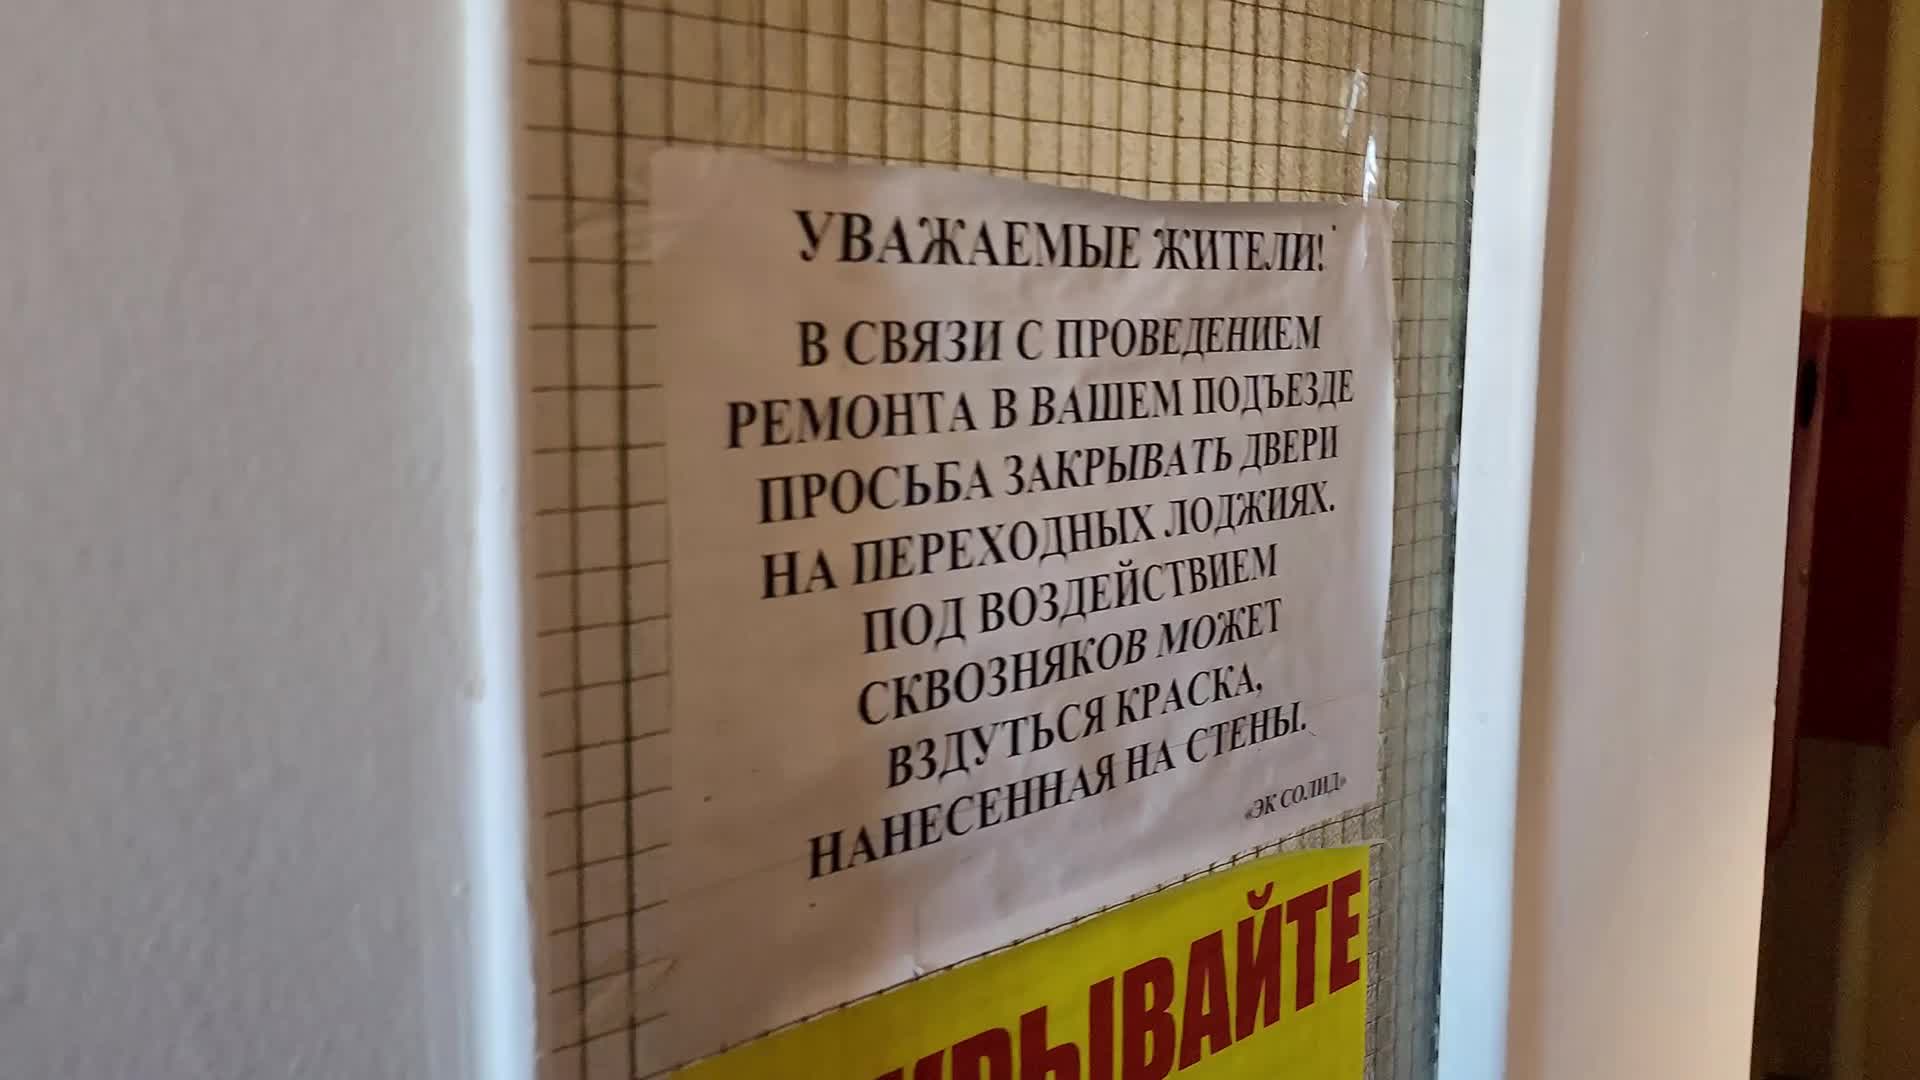 УВАЖАЕМЫЕ ЖИТЕЛИ!
В СВЯЗИ С ПРОВЕДЕНИЕМ
РЕМОНТА В ВАШЕМ ПОДЪЕЗДЕ
ПРОСЬБА ЗАКРЫВАТЬ ДВЕРИ
НА ПЕРЕХОДНЫХ ЛОДЖИЯХ.
ПОД ВОЗДЕЙСТВИЕМ
СКВОЗНЯКОВ МОЖЕТ
ВЗДУТЬСЯ КРАСКА,
НАНЕСЕННАЯ НА СТЕНЫ.
«ЭК СОЛИД»